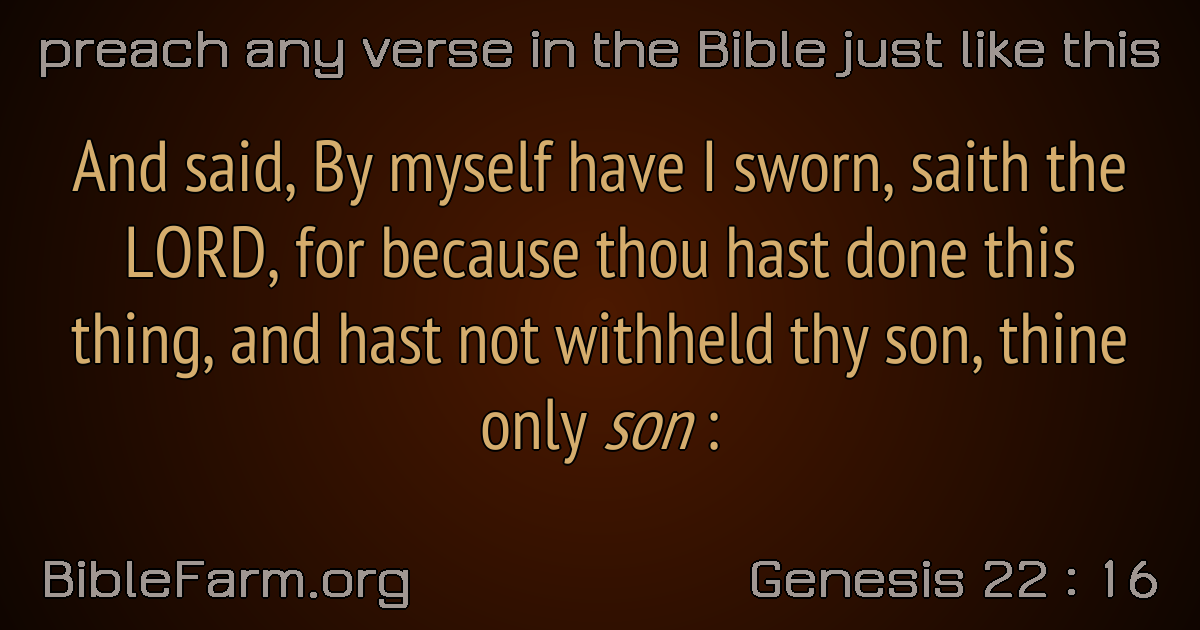 preach any verse in the Bible just like this
And said, By myself have I sworn, saith the
LORD, for because thou hast done this
thing, and hast not withheld thy son, thine
only son :
BibleFarm.org
Genesis 22 : 16